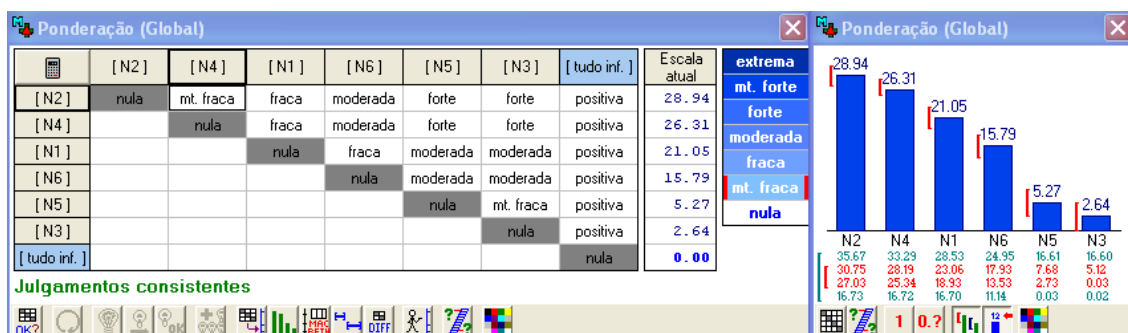 Ponderação (Global)
[ N2 ] [ N4 ] [ N1 ] [ N6 ] [ N5 ] [ N3 ] [ tudo inf. ] Escala atual
[ N2 ] nula mt. fraca fraca moderada forte forte positiva 28.94
[ N4 ] nula fraca moderada forte forte positiva 26.31
[ N1 ] nula fraca moderada moderada positiva 21.05
[ N6 ] nula moderada moderada positiva 15.79
[ N5 ] nula mt. fraca positiva 5.27
[ N3 ] nula positiva 2.64
[ tudo inf. ] nula 0.00
extrema
mt. forte
forte
moderada
fraca
mt. fraca
nula
Julgamentos consistentes
OK? OK MAC BETH DIFF
Ponderação (Global)
28.94
26.31
21.05
15.79
5.27
2.64
N2 N4 N1 N6 N5 N3
35.67 33.29 28.53 24.95 16.61 16.60
30.75 28.19 23.06 17.93 7.68 5.12
27.03 25.34 18.93 13.53 2.73 0.03
16.73 16.72 16.70 11.14 0.03 0.02
1 0.? 12